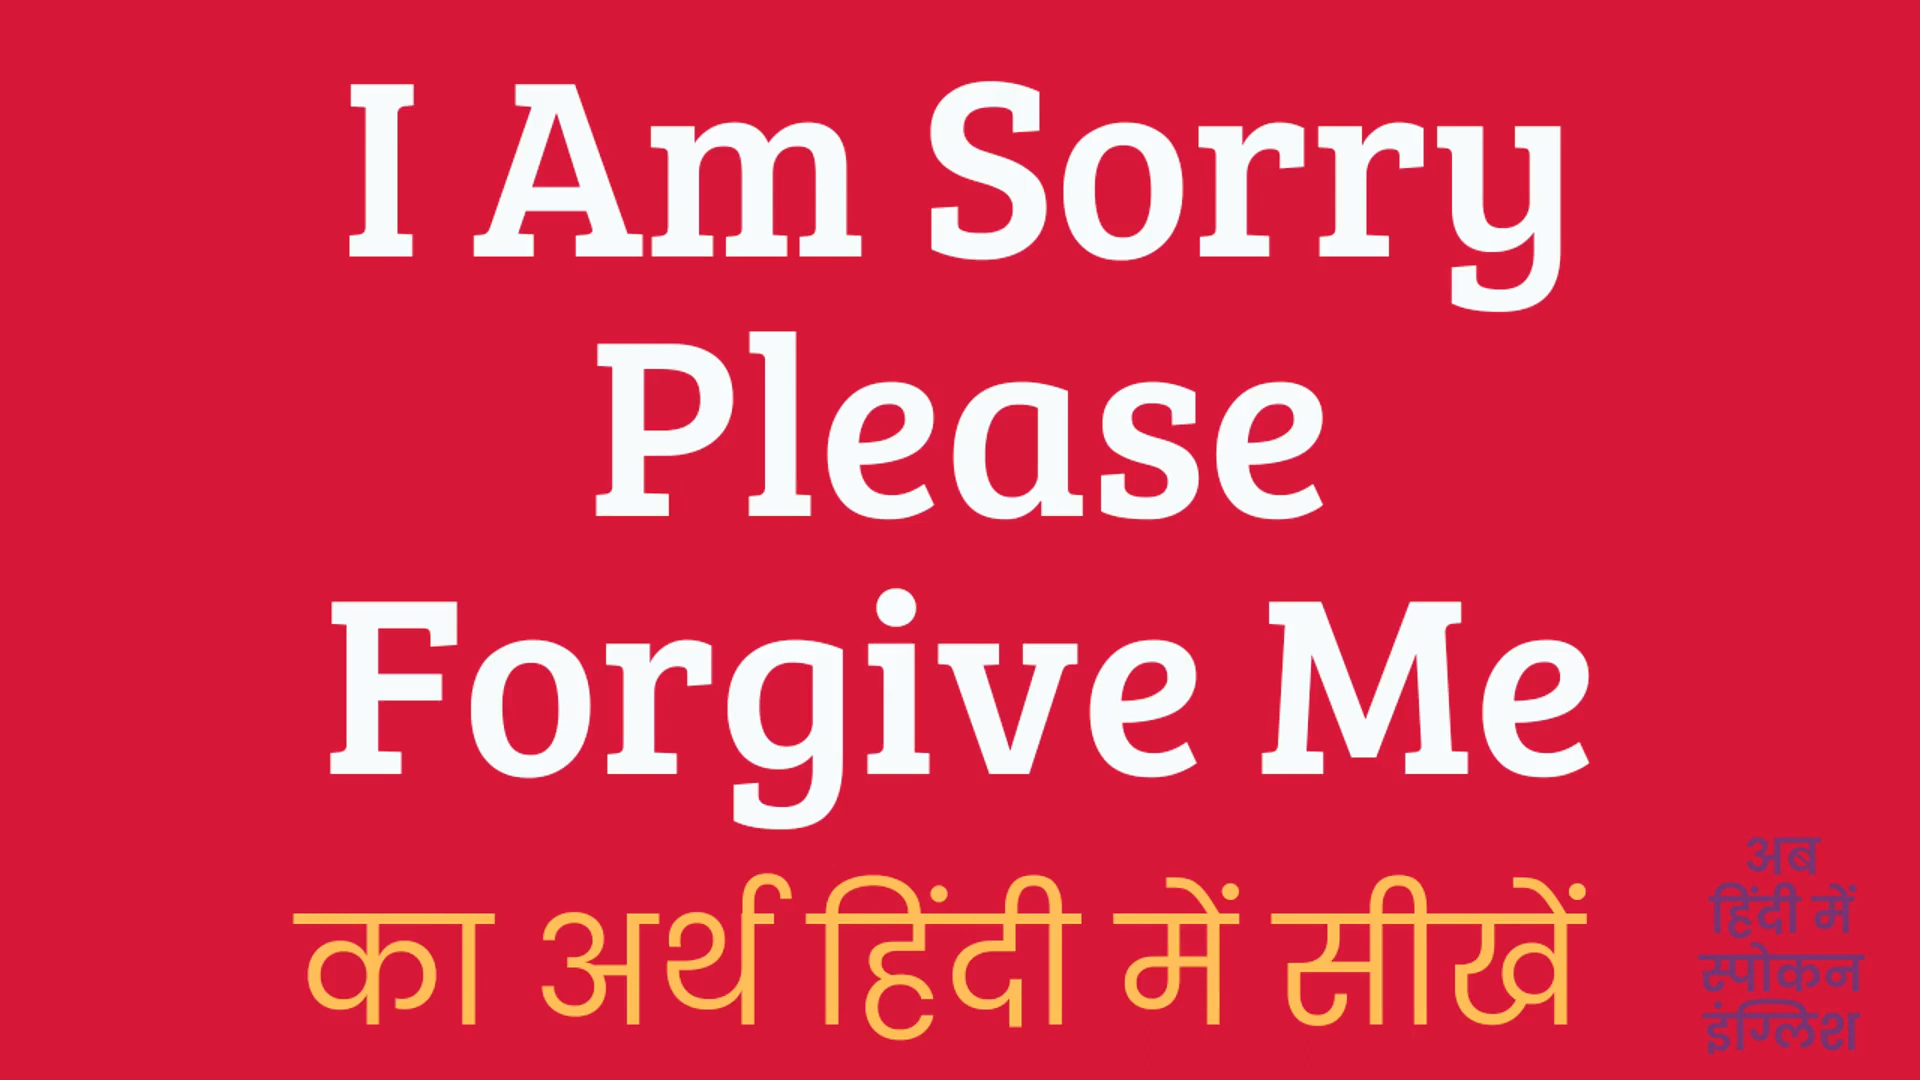 I Am Sorry
Please
Forgive Me
का अर्थ हिंदी में सीखें
अब
हिंदी में
स्पोकन
इंग्लिश